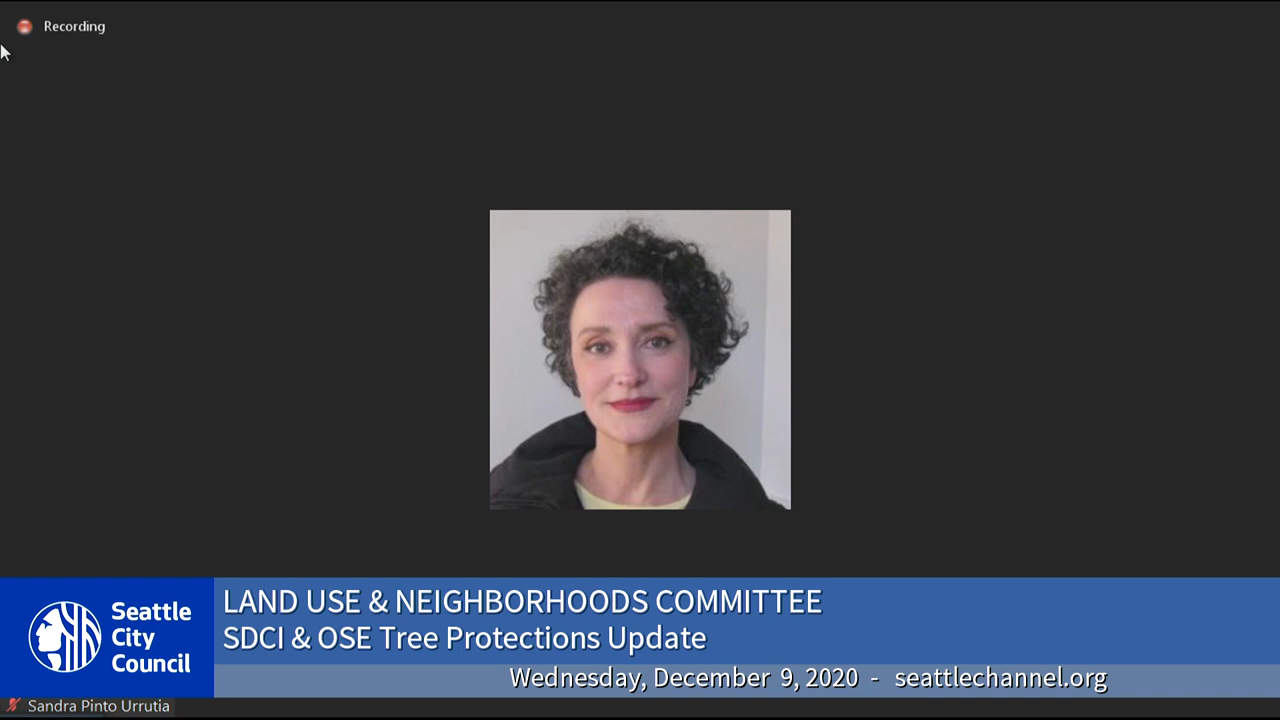 Recording
LAND USE & NEIGHBORHOODS COMMITTEE
SDCI & OSE Tree Protections Update
Seattle
City
Council
Wednesday, December 9, 2020 - seattlechannel.org
Sandra Pinto Urrutia